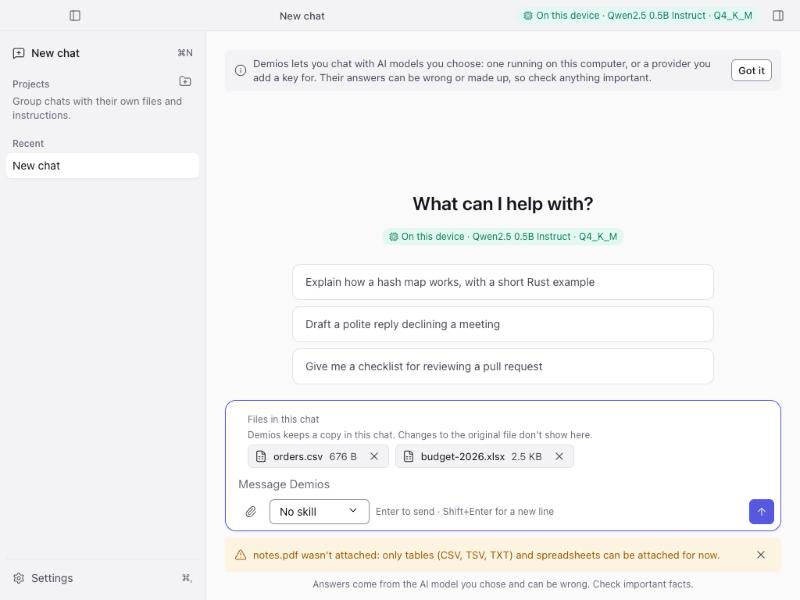 New chat
On this device · Qwen2.5 0.5B Instruct · Q4_K_M
New chat ⌘N
Projects
Group chats with their own files and
instructions.
Recent
New chat
Settings ⌘,
Demios lets you chat with AI models you choose: one running on this computer, or a provider you
add a key for. Their answers can be wrong or made up, so check anything important.
Got it
What can I help with?
On this device · Qwen2.5 0.5B Instruct · Q4_K_M
Explain how a hash map works, with a short Rust example
Draft a polite reply declining a meeting
Give me a checklist for reviewing a pull request
Files in this chat
Demios keeps a copy in this chat. Changes to the original file don't show here.
orders.csv 676 B
budget-2026.xlsx 2.5 KB
Message Demios
No skill
Enter to send · Shift+Enter for a new line
notes.pdf wasn't attached: only tables (CSV, TSV, TXT) and spreadsheets can be attached for now.
Answers come from the AI model you chose and can be wrong. Check important facts.